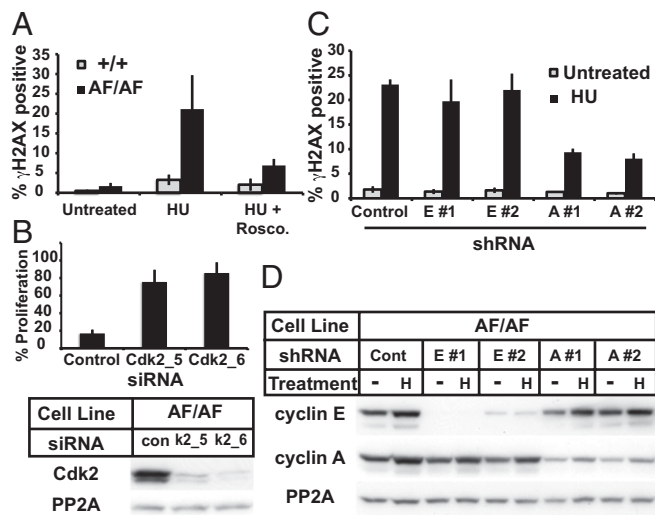 A
+/+
AF/AF
% γH2AX positive
35
30
25
20
15
10
5
0
Untreated HU HU +
Rosco.
B
% Proliferation
100
80
60
40
20
0
Control Cdk2_5 Cdk2_6
siRNA
Cell Line AF/AF
siRNA con k2_5 k2_6
Cdk2
PP2A
C
Untreated
HU
% γH2AX positive
30
25
20
15
10
5
0
Control E #1 E #2 A #1 A #2
shRNA
D
Cell Line AF/AF
shRNA Cont E #1 E #2 A #1 A #2
Treatment - H - H - H - H - H
cyclin E
cyclin A
PP2A